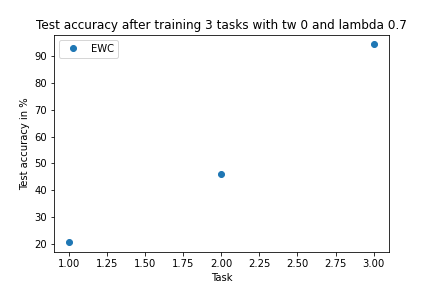 Test accuracy after training 3 tasks with tw 0 and lambda 0.7
EWC
Test accuracy in %
90
80
70
60
50
40
30
20
1.00 1.25 1.50 1.75 2.00 2.25 2.50 2.75 3.00
Task